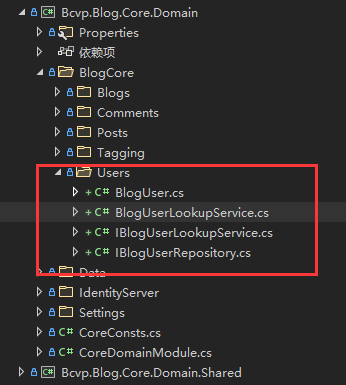 Bcvp.Blog.Core.Domain
Properties
依赖项
BlogCore
Blogs
Comments
Posts
Tagging
Users
C# BlogUser.cs
C# BlogUserLookupService.cs
C# IBlogUserLookupService.cs
C# IBlogUserRepository.cs
Data
IdentityServer
Settings
C# CoreConsts.cs
C# CoreDomainModule.cs
C# Bcvp.Blog.Core.Domain.Shared